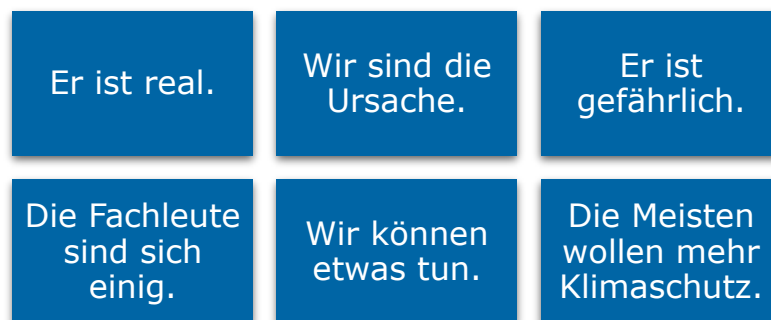 Er ist real.
Wir sind die
Ursache.
Er ist
gefährlich.
Die Fachleute
sind sich
einig.
Wir können
etwas tun.
Die Meisten
wollen mehr
Klimaschutz.